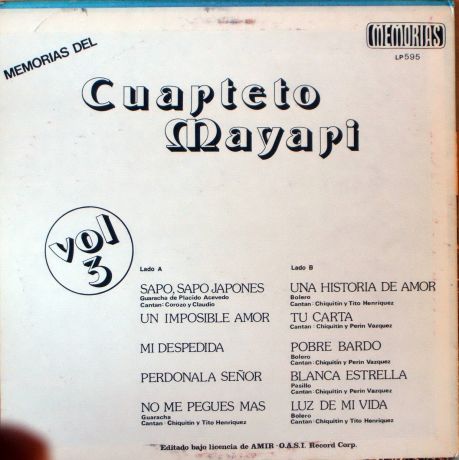 MEMORIAS DEL
MEMORIAS
LP 595
Cuarteto
Mayari
vol
3
Lado A
SAPO, SAPO JAPONES
Guaracha de Placido Acevedo
Cantan: Corozo y Claudio
UN IMPOSIBLE AMOR
MI DESPEDIDA
PERDONALA SEÑOR
NO ME PEGUES MAS
Guaracha
Cantan: Chiquitin y Tito Henriquez
Lado B
UNA HISTORIA DE AMOR
Bolero
Cantan: Chiquitin y Tito Henriquez
TU CARTA
Cantan: Chiquitin y Perin Vazquez
POBRE BARDO
Bolero
Cantan: Chiquitin y Perin Vazquez
BLANCA ESTRELLA
Pasillo
Cantan: Chiquitin y Perin Vazquez
LUZ DE MI VIDA
Bolero
Cantan: Chiquitin y Tito Henriquez
Editado bajo licencia de AMIR - O.A.S.I. Record Corp.